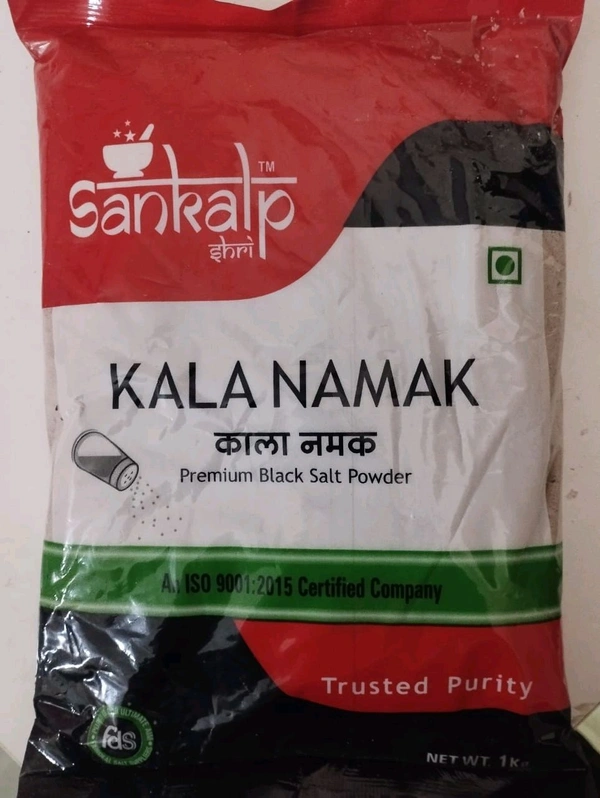 Sankalp TM
shri
KALA NAMAK
काला नमक
Premium Black Salt Powder
An ISO 9001:2015 Certified Company
Trusted Purity
fds
NET WT. 1Kg